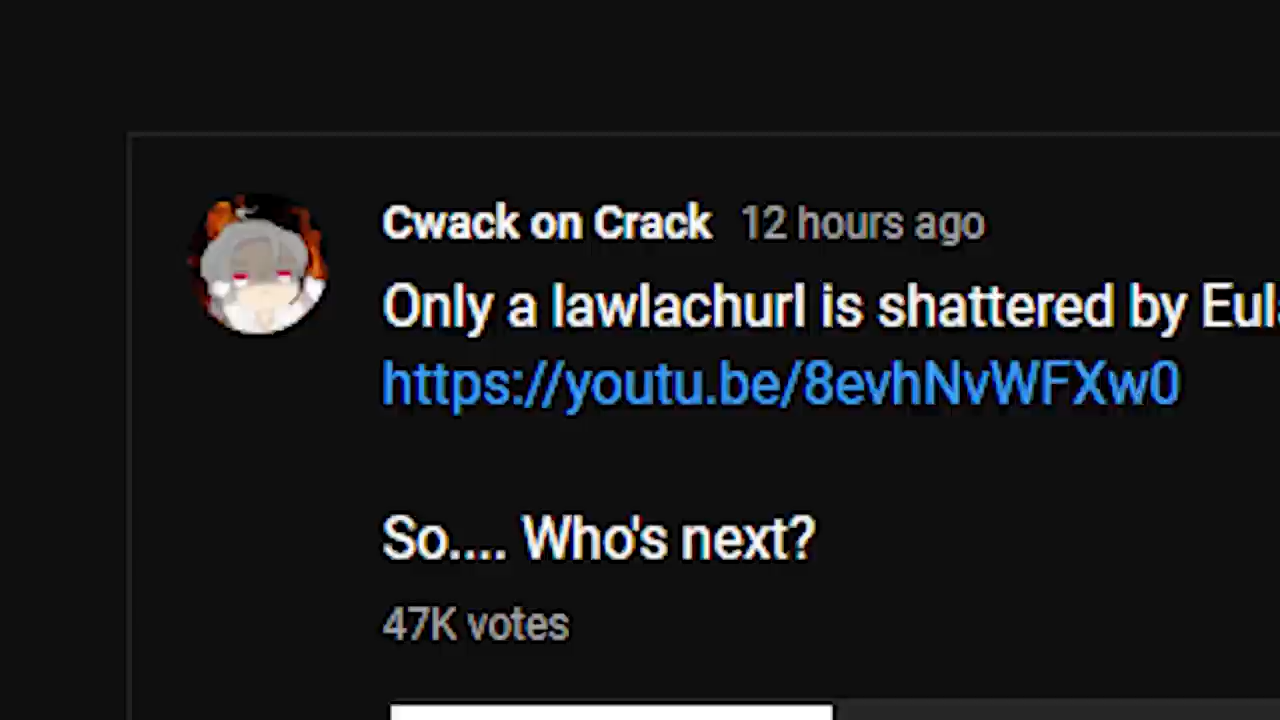 Cwack on Crack 12 hours ago
Only a lawlachurl is shattered by Eul
https://youtu.be/8evhNvWFXw0
So.... Who's next?
47K votes